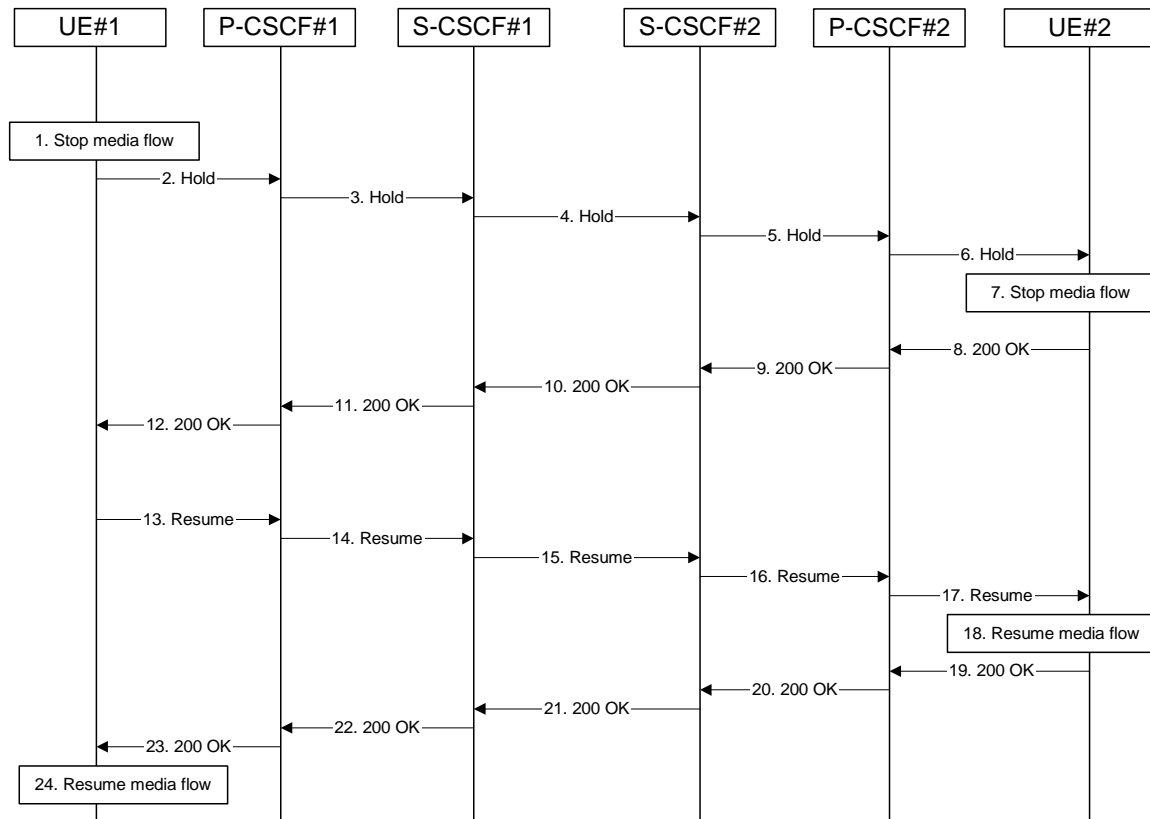 UE#1
P-CSCF#1
S-CSCF#1
S-CSCF#2
P-CSCF#2
UE#2
1. Stop media flow
2. Hold
3. Hold
4. Hold
5. Hold
6. Hold
7. Stop media flow
8. 200 OK
9. 200 OK
10. 200 OK
11. 200 OK
12. 200 OK
13. Resume
14. Resume
15. Resume
16. Resume
17. Resume
18. Resume media flow
19. 200 OK
20. 200 OK
21. 200 OK
22. 200 OK
23. 200 OK
24. Resume media flow